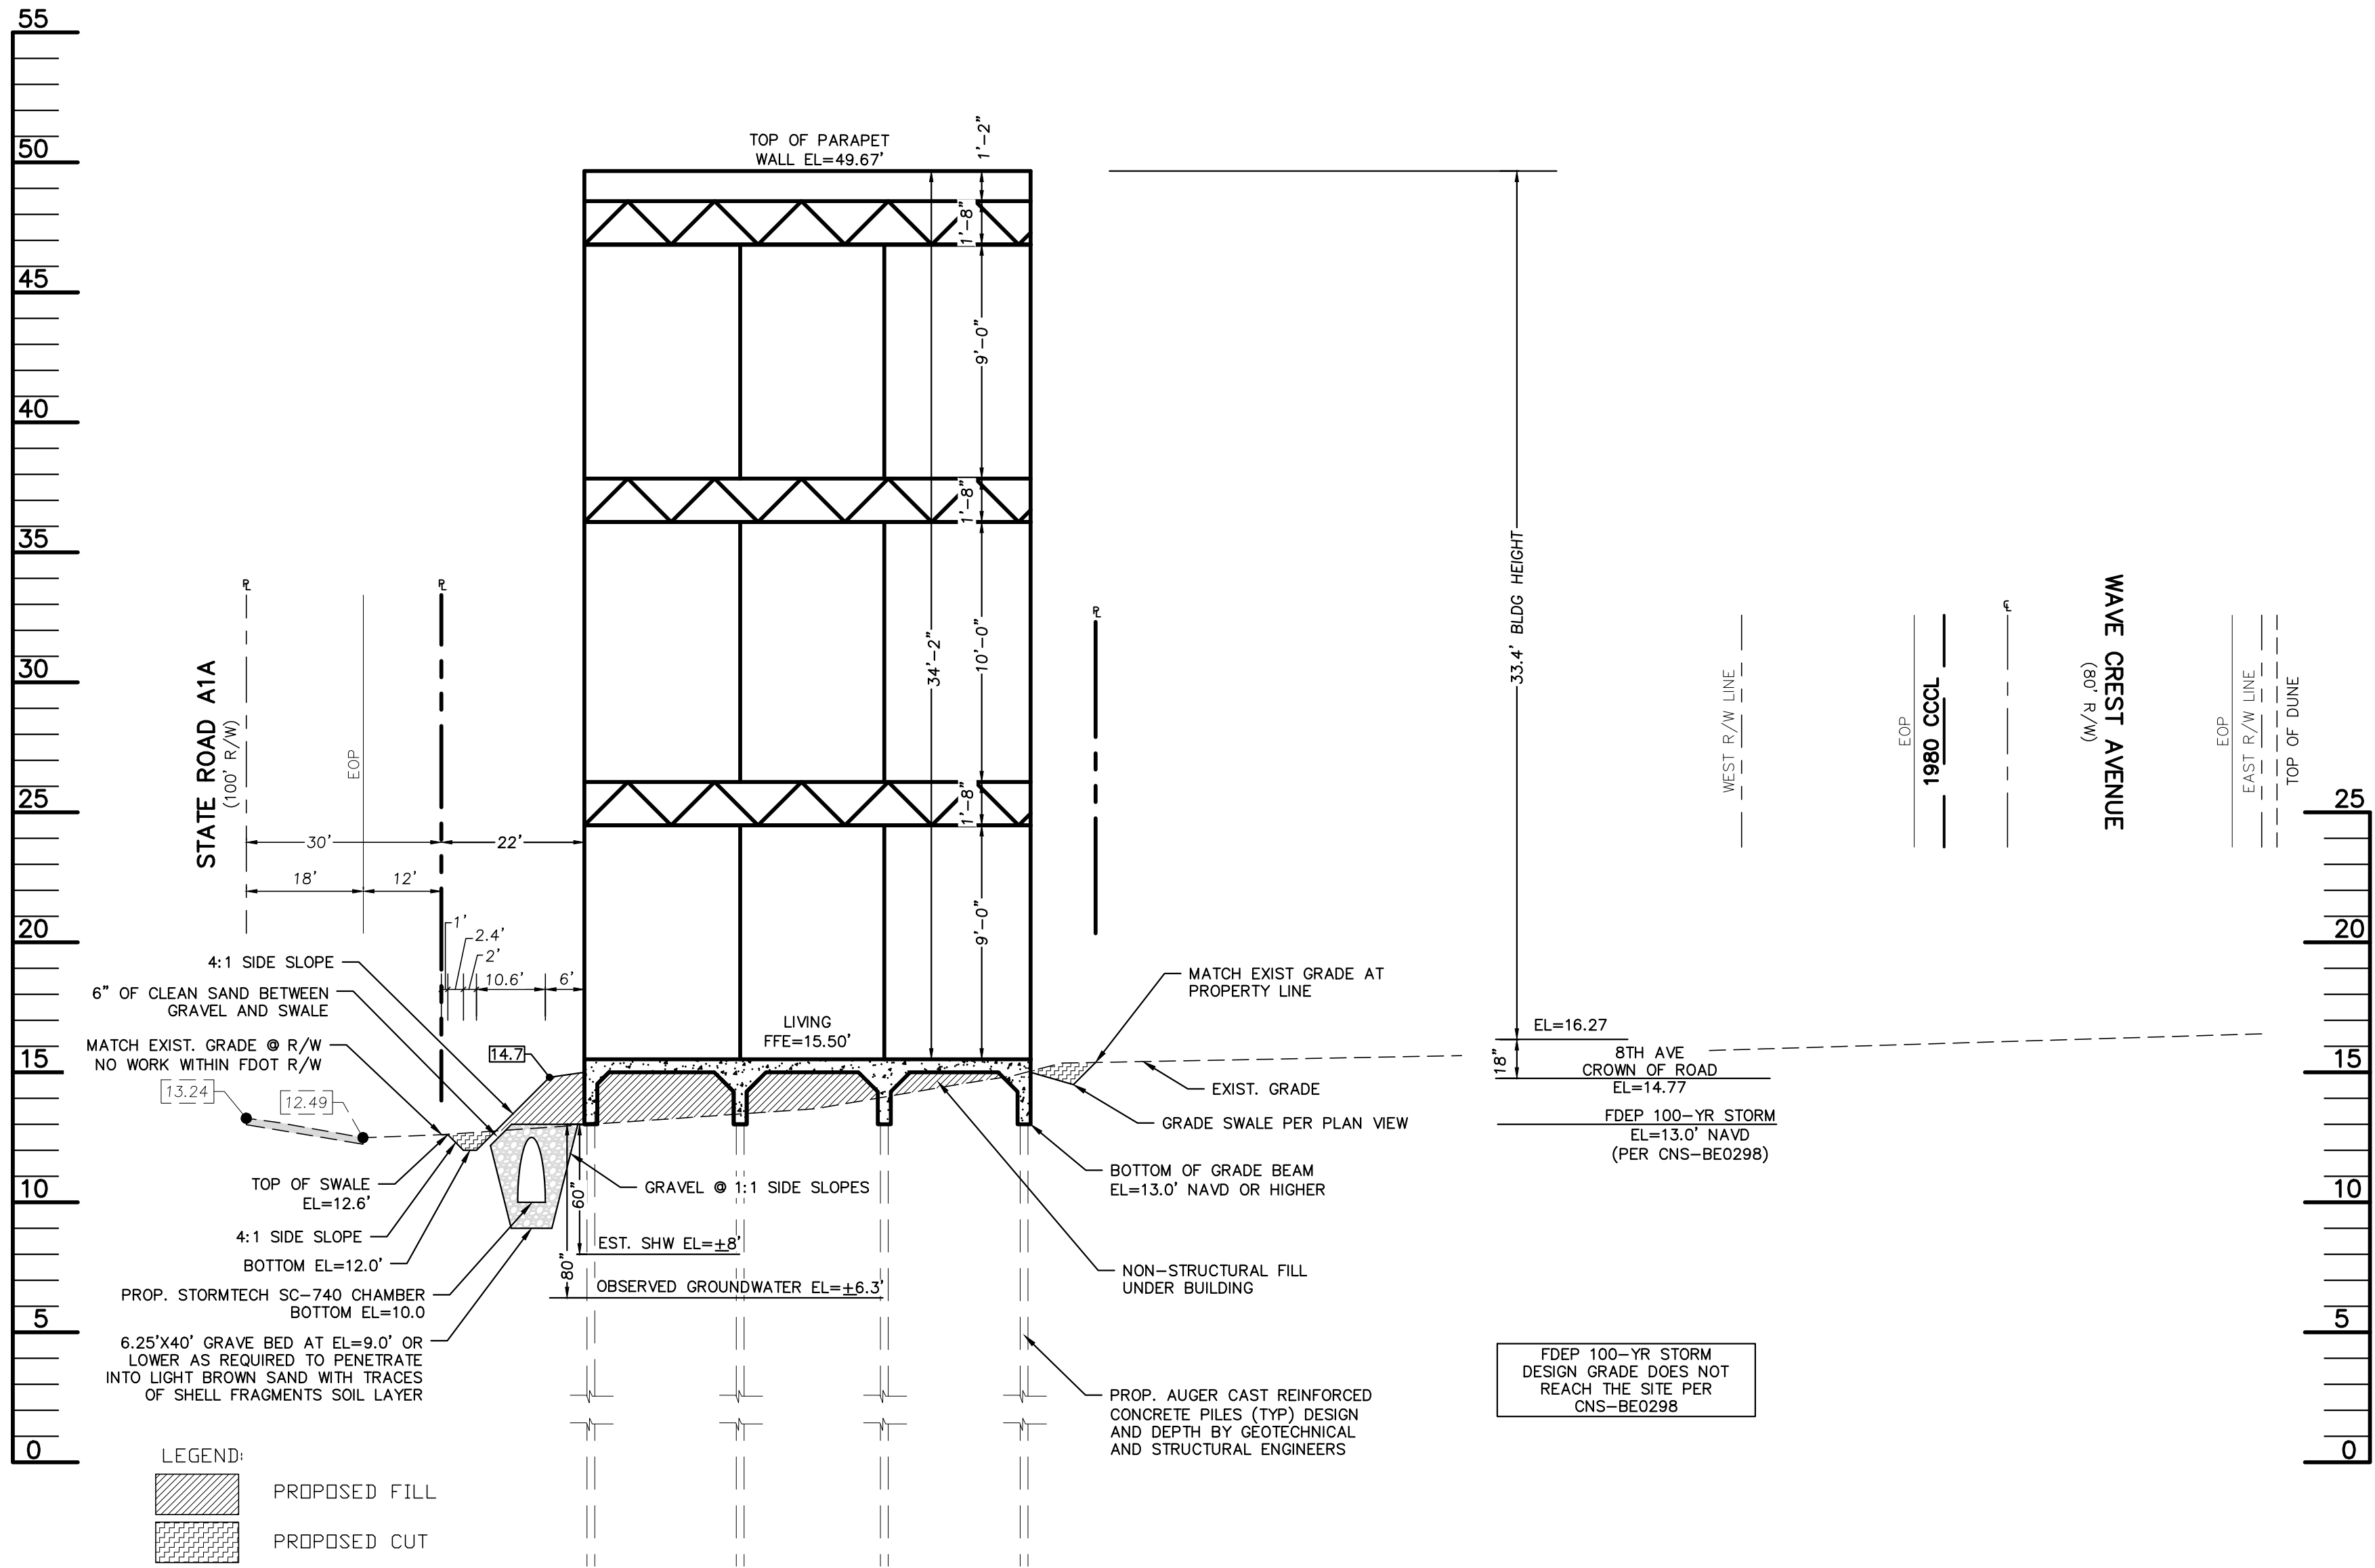 55
50
45
40
35
30
25
20
15
10
5
0
TOP OF PARAPET
WALL EL=49.67'
1'-2"
1'-8"
9'-0"
1'-8"
10'-0"
34'-2"
1'-8"
9'-0"
LIVING
FFE=15.50'
STATE ROAD A1A
(100' R/W)
EOP
30'
22'
18'
12'
1'
2.4'
2'
10.6'
6'
4:1 SIDE SLOPE
6" OF CLEAN SAND BETWEEN
GRAVEL AND SWALE
MATCH EXIST. GRADE @ R/W
NO WORK WITHIN FDOT R/W
14.7
13.24
12.49
TOP OF SWALE
EL=12.6'
4:1 SIDE SLOPE
BOTTOM EL=12.0'
PROP. STORMTECH SC-740 CHAMBER
BOTTOM EL=10.0
6.25'X40' GRAVE BED AT EL=9.0' OR
LOWER AS REQUIRED TO PENETRATE
INTO LIGHT BROWN SAND WITH TRACES
OF SHELL FRAGMENTS SOIL LAYER
GRAVEL @ 1:1 SIDE SLOPES
60"
80"
EST. SHW EL=±8'
OBSERVED GROUNDWATER EL=±6.3'
MATCH EXIST GRADE AT
PROPERTY LINE
EXIST. GRADE
GRADE SWALE PER PLAN VIEW
BOTTOM OF GRADE BEAM
EL=13.0' NAVD OR HIGHER
NON-STRUCTURAL FILL
UNDER BUILDING
PROP. AUGER CAST REINFORCED
CONCRETE PILES (TYP) DESIGN
AND DEPTH BY GEOTECHNICAL
AND STRUCTURAL ENGINEERS
33.4' BLDG HEIGHT
EL=16.27
18"
8TH AVE
CROWN OF ROAD
EL=14.77
FDEP 100-YR STORM
EL=13.0' NAVD
(PER CNS-BE0298)
FDEP 100-YR STORM
DESIGN GRADE DOES NOT
REACH THE SITE PER
CNS-BE0298
WEST R/W LINE
EOP
1980 CCCL
WAVE CREST AVENUE
(80' R/W)
EOP
EAST R/W LINE
TOP OF DUNE
25
20
15
10
5
0
LEGEND:
PROPOSED FILL
PROPOSED CUT